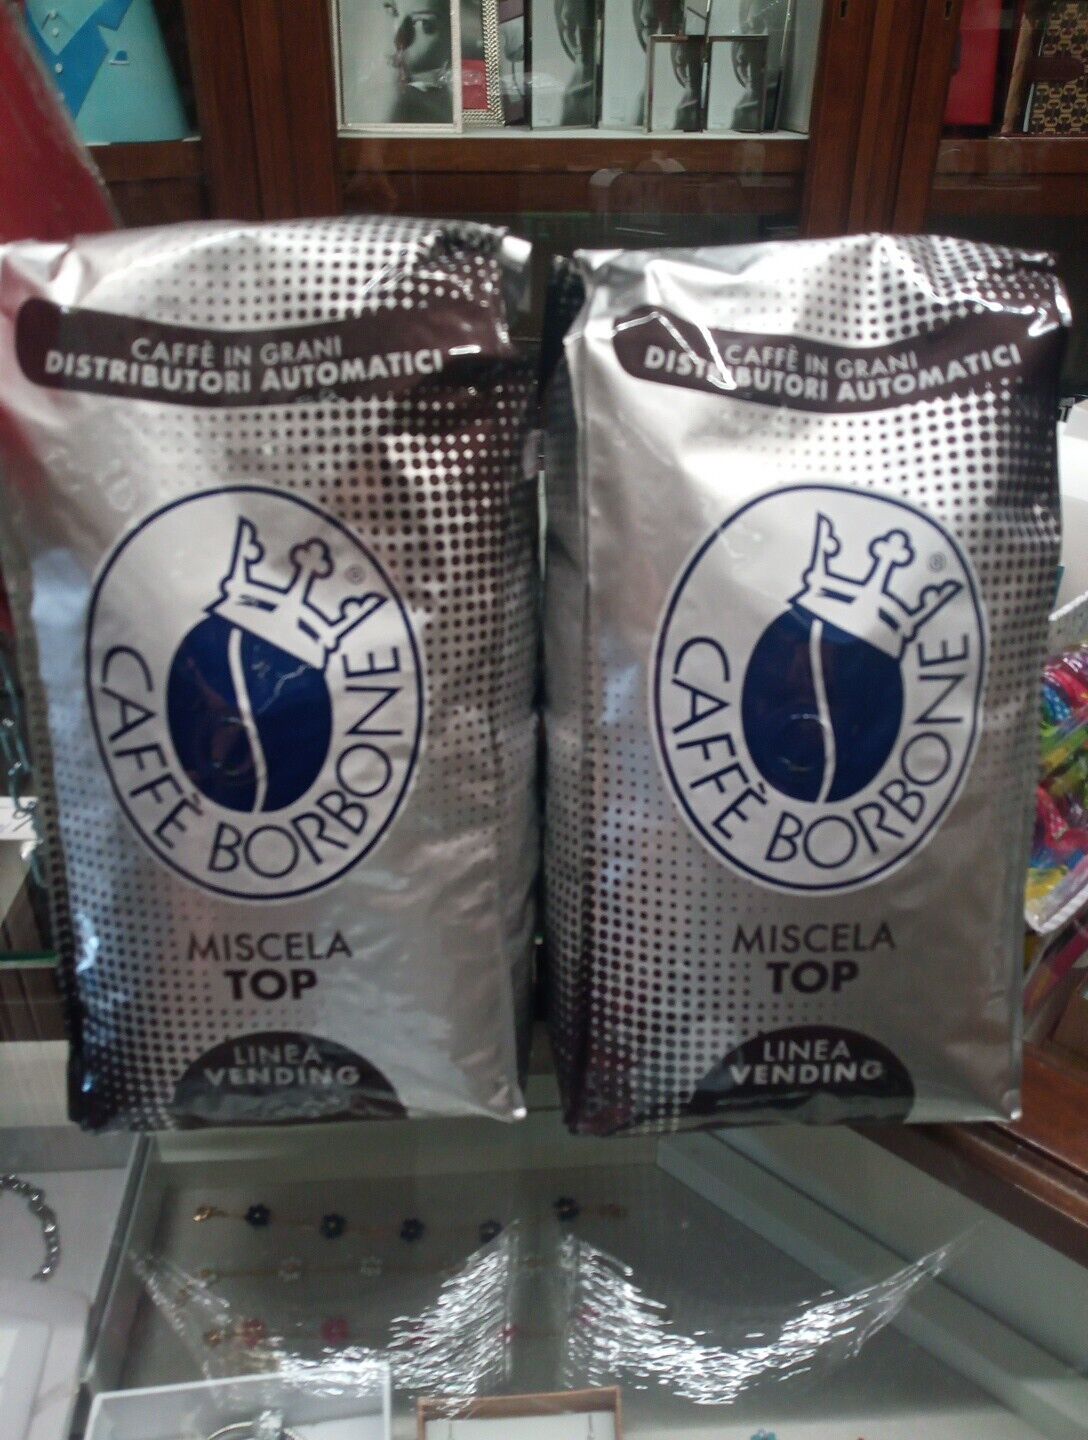 CAFFÈ IN GRANI
DISTRIBUTORI AUTOMATICI
CAFFÈ BORBONE
®
MISCELA
TOP
LINEA
VENDING
CAFFÈ IN GRANI
DISTRIBUTORI AUTOMATICI
CAFFÈ BORBONE
®
MISCELA
TOP
LINEA
VENDING